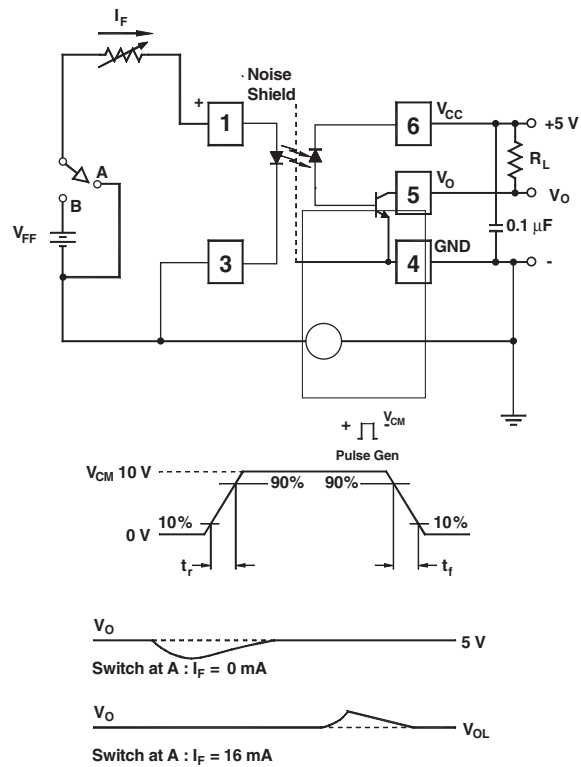 I_F
Noise
Shield
+
1
6
V_CC
+5 V
R_L
A
5
V_O
V_O
B
V_FF
0.1 μF
3
4
GND
-
+ V_CM
-
Pulse Gen
V_CM 10 V
90% 90%
10% 10%
0 V
t_r t_f
V_O
5 V
Switch at A : I_F = 0 mA
V_O
V_OL
Switch at A : I_F = 16 mA